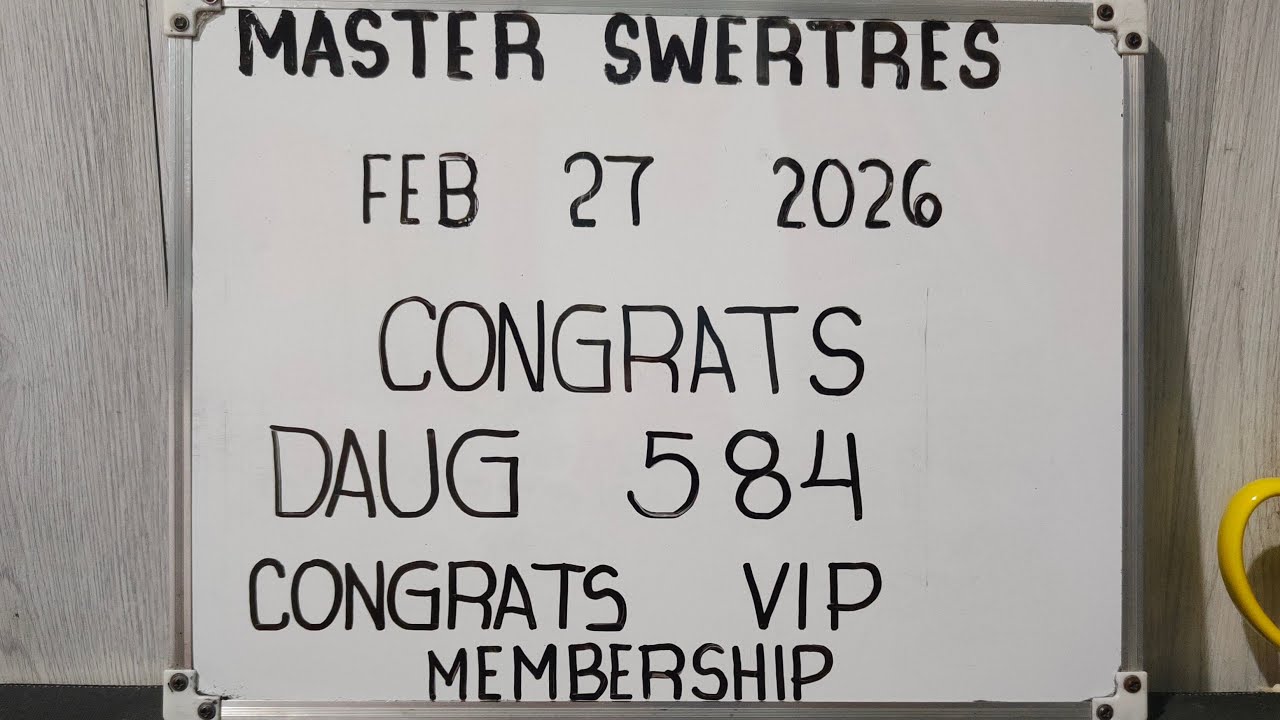 MASTER SWERTRES
FEB 27 2026
CONGRATS
DAUG 584
CONGRATS VIP
MEMBERSHIP